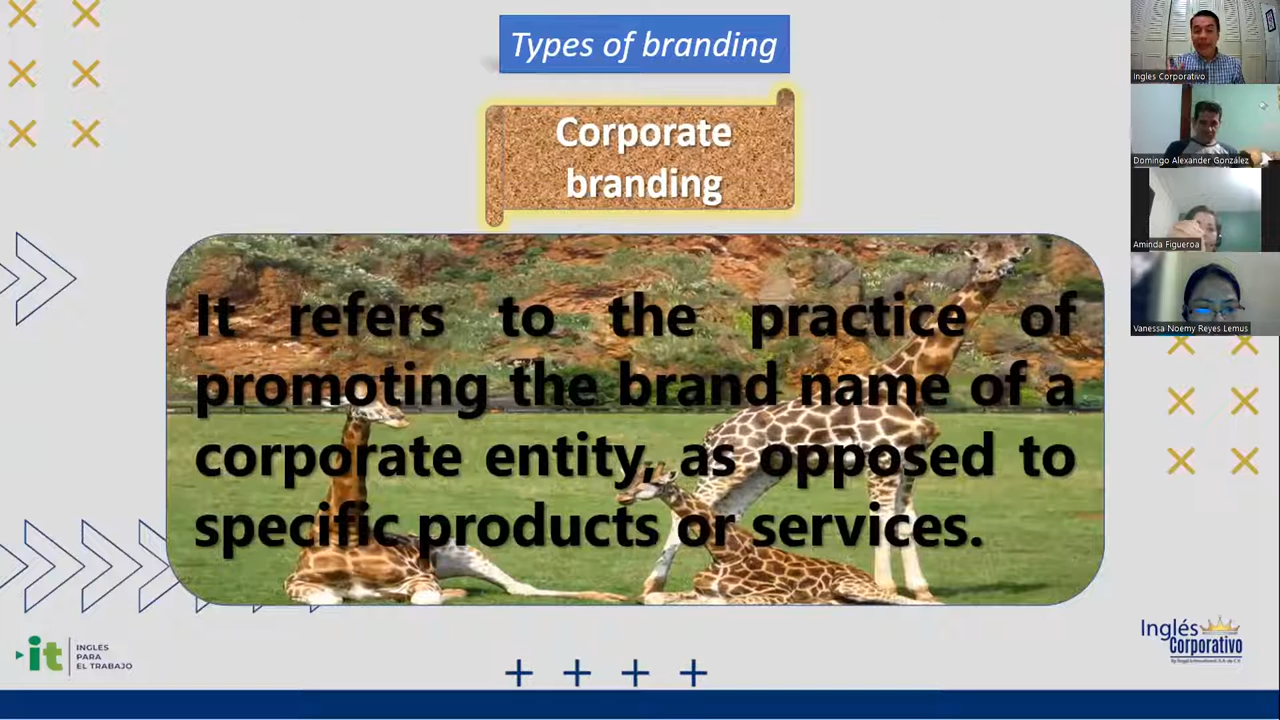 Types of branding
Corporate
branding
It refers to the practice of
promoting the brand name of a
corporate entity, as opposed to
specific products or services.
Ingles Corporativo
Domingo Alexander González
Aminda Figueroa
Vanessa Noemy Reyes Lemus
it
INGLÉS
PARA
EL TRABAJO
Inglés
Corporativo